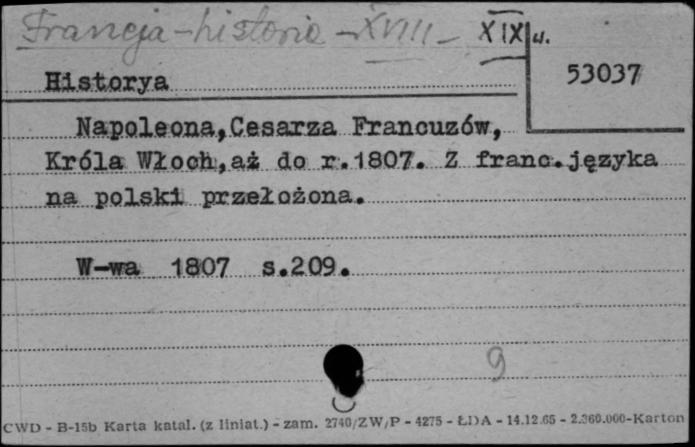 Francja - historia - XVIII - XIX w.
53037
Historya
Napoleona,Cesarza Francuzów,
Króla Włoch,aż do r.1807. Z franc.języka
na polski przełożona.
W-wa 1807 s.209.
9
CWD - B-15b Karta katal. (z liniat.) - zam. 2740/ZW/P - 4275 - ŁDA - 14.12.65 - 2.360.000-Karton